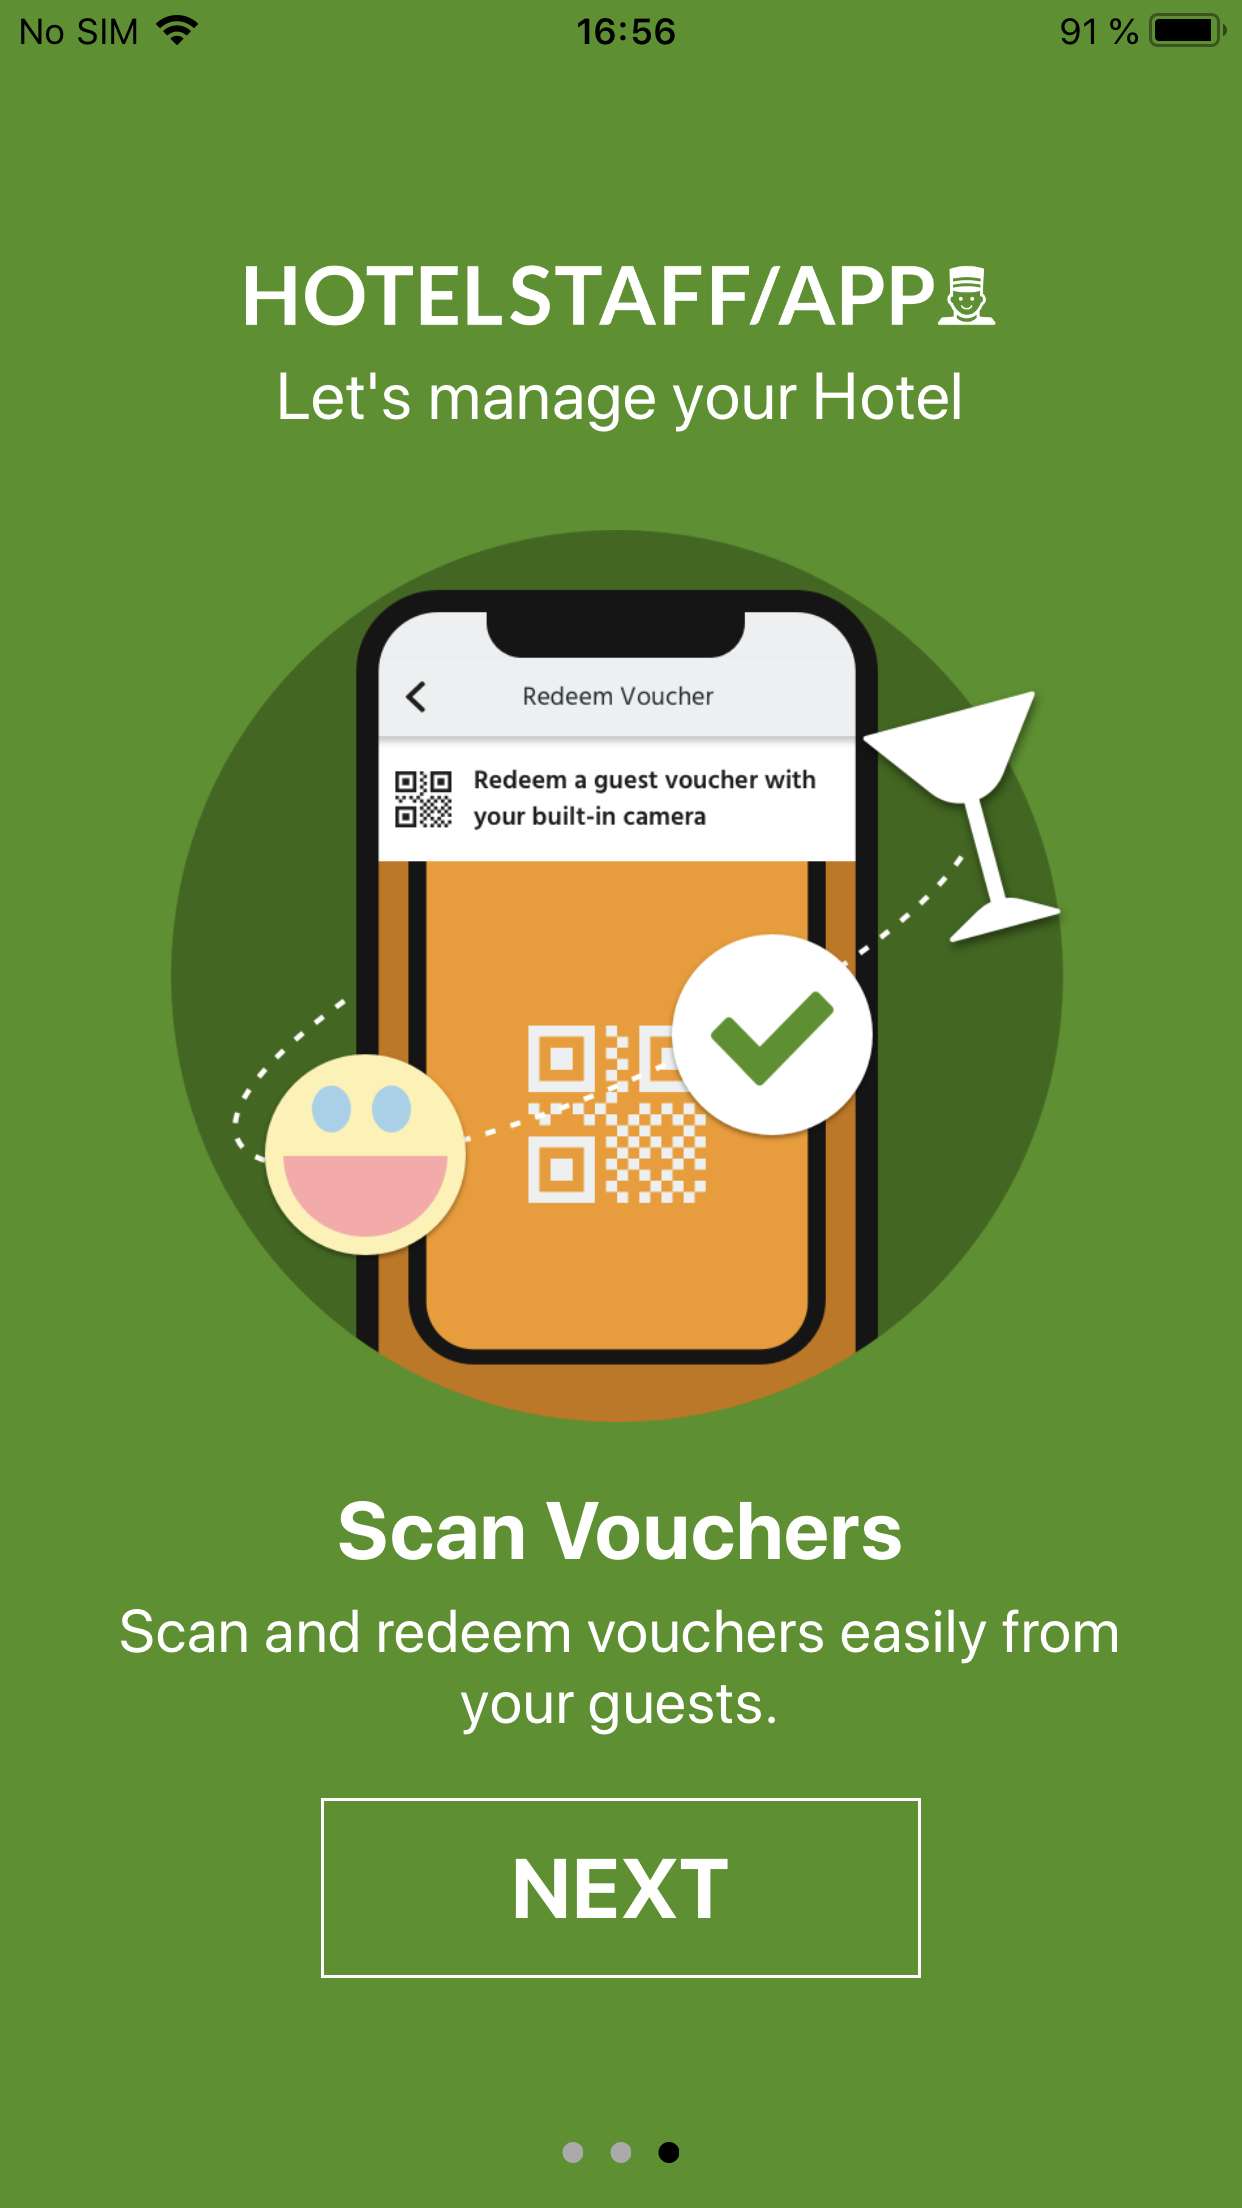 No SIM 16:56 91 %
HOTELSTAFF/APP
Let's manage your Hotel
Redeem Voucher
Redeem a guest voucher with
your built-in camera
Scan Vouchers
Scan and redeem vouchers easily from
your guests.
NEXT